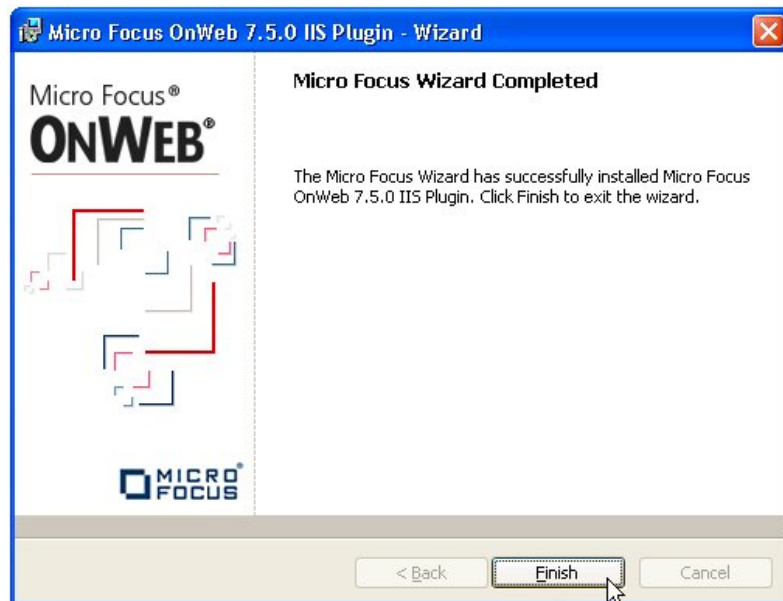 Micro Focus OnWeb 7.5.0 IIS Plugin - Wizard
Micro Focus®
ONWEB®
Micro Focus Wizard Completed
The Micro Focus Wizard has successfully installed Micro Focus
OnWeb 7.5.0 IIS Plugin. Click Finish to exit the wizard.
MICRO®
FOCUS
< Back
Finish
Cancel